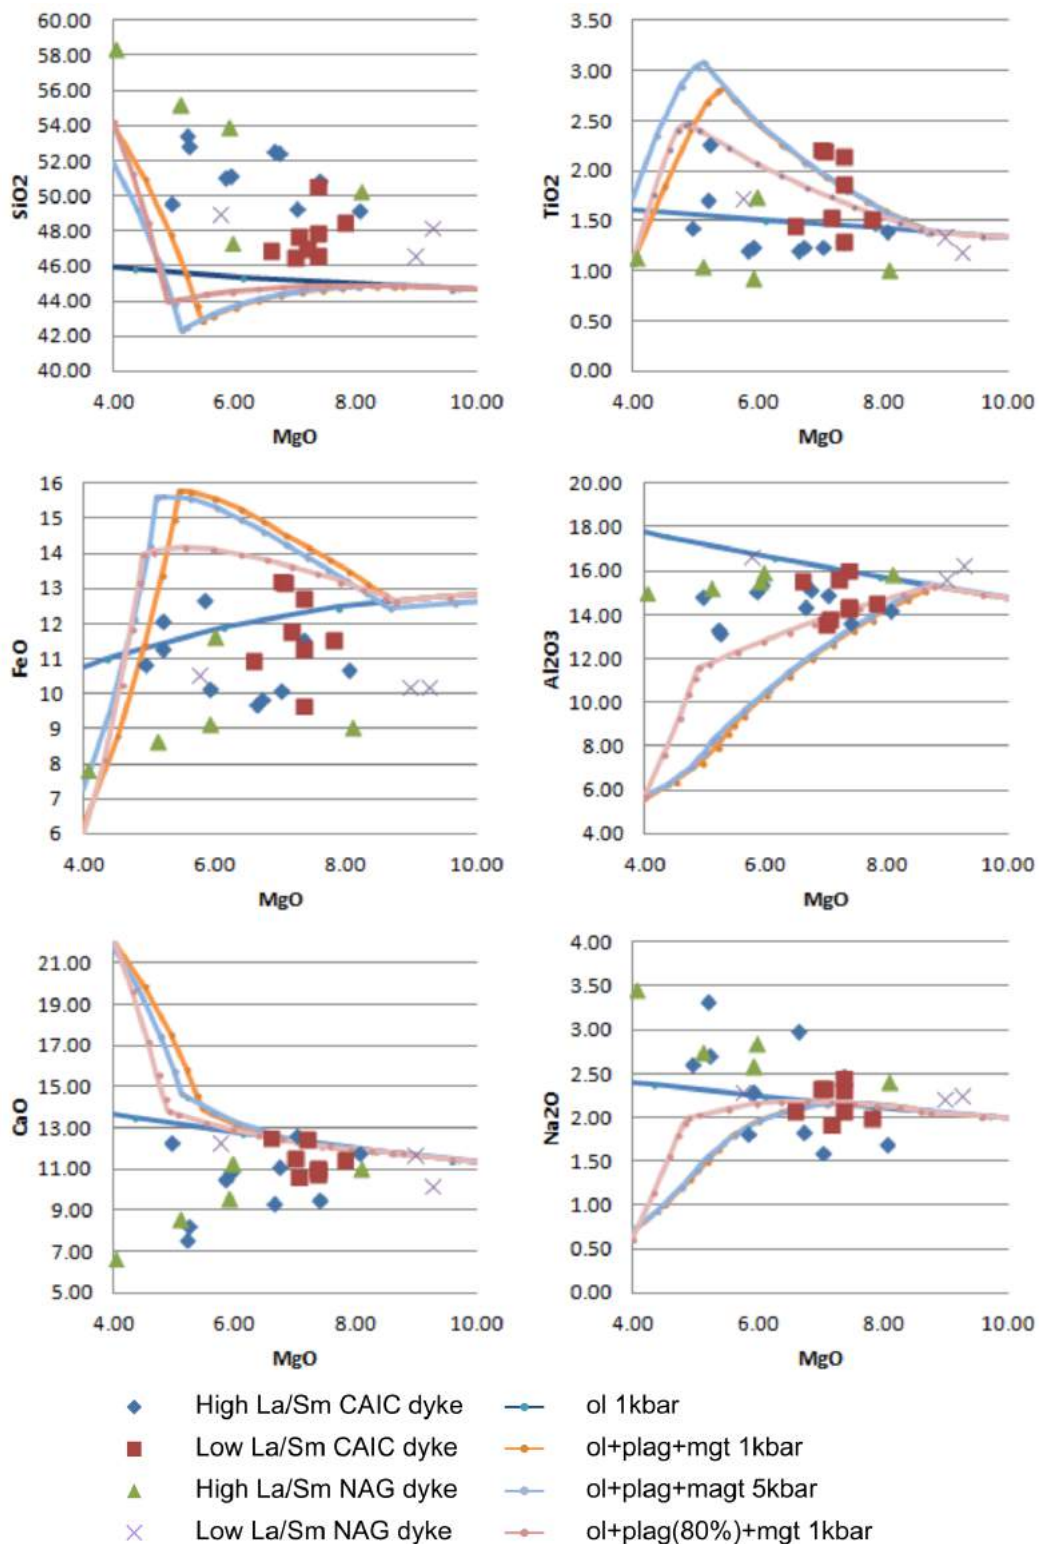 60.00
58.00
56.00
54.00
52.00
50.00
48.00
46.00
44.00
42.00
40.00
SiO2
4.00 6.00 8.00 10.00
MgO
3.50
3.00
2.50
2.00
1.50
1.00
0.50
0.00
TiO2
4.00 6.00 8.00 10.00
MgO
16
15
14
13
12
11
10
9
8
7
6
FeO
4.00 6.00 8.00 10.00
MgO
20.00
18.00
16.00
14.00
12.00
10.00
8.00
6.00
4.00
Al2O3
4.00 6.00 8.00 10.00
MgO
21.00
19.00
17.00
15.00
13.00
11.00
9.00
7.00
5.00
CaO
4.00 6.00 8.00 10.00
MgO
4.00
3.50
3.00
2.50
2.00
1.50
1.00
0.50
0.00
Na2O
4.00 6.00 8.00 10.00
MgO
High La/Sm CAIC dyke ol 1kbar
Low La/Sm CAIC dyke ol+plag+mgt 1kbar
High La/Sm NAG dyke ol+plag+magt 5kbar
Low La/Sm NAG dyke ol+plag(80%)+mgt 1kbar